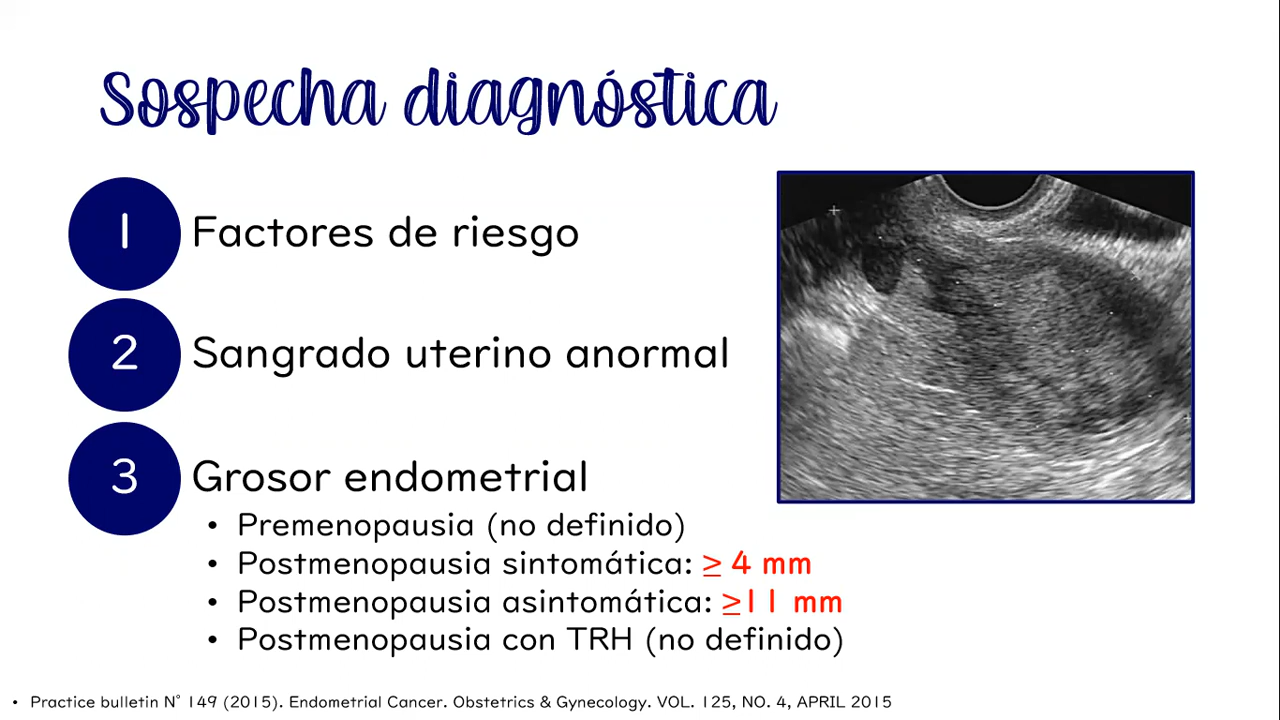 Sospecha diagnóstica
1 Factores de riesgo
2 Sangrado uterino anormal
3 Grosor endometrial
• Premenopausia (no definido)
• Postmenopausia sintomática: ≥ 4 mm
• Postmenopausia asintomática: ≥11 mm
• Postmenopausia con TRH (no definido)
• Practice bulletin N° 149 (2015). Endometrial Cancer. Obstetrics & Gynecology. VOL. 125, NO. 4, APRIL 2015